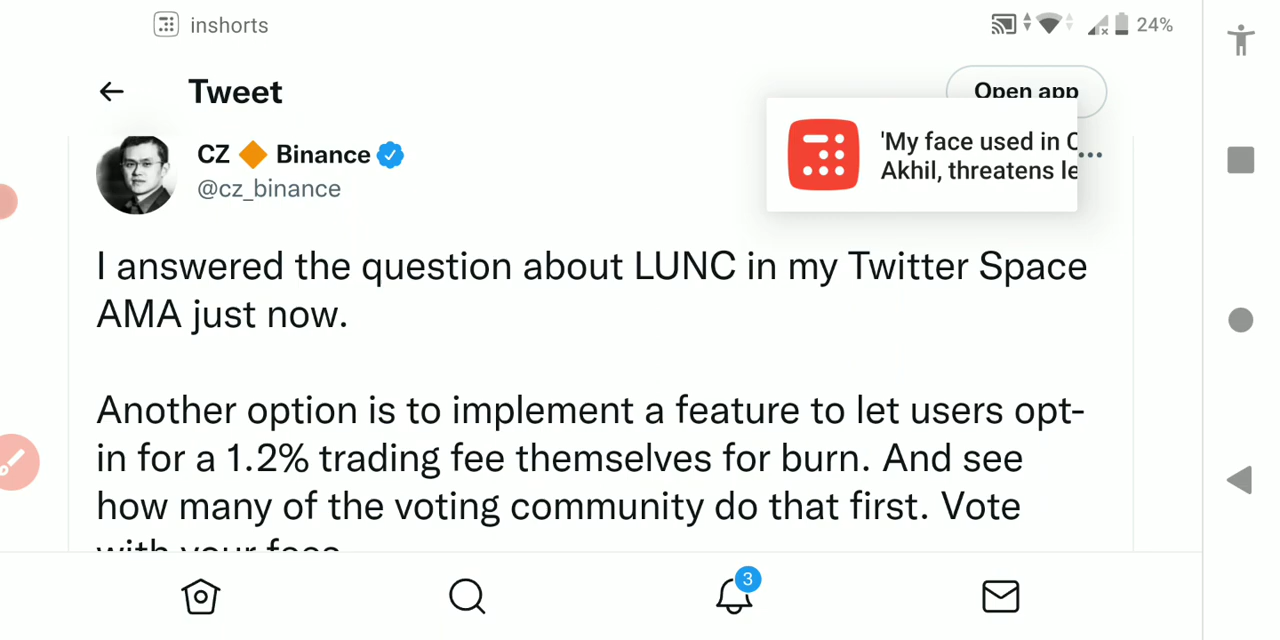 inshorts
24%
Tweet
Open app
'My face used in
Akhil, threatens
CZ 🔶 Binance
@cz_binance
I answered the question about LUNC in my Twitter Space
AMA just now.
Another option is to implement a feature to let users opt-
in for a 1.2% trading fee themselves for burn. And see
how many of the voting community do that first. Vote
with your fees
3